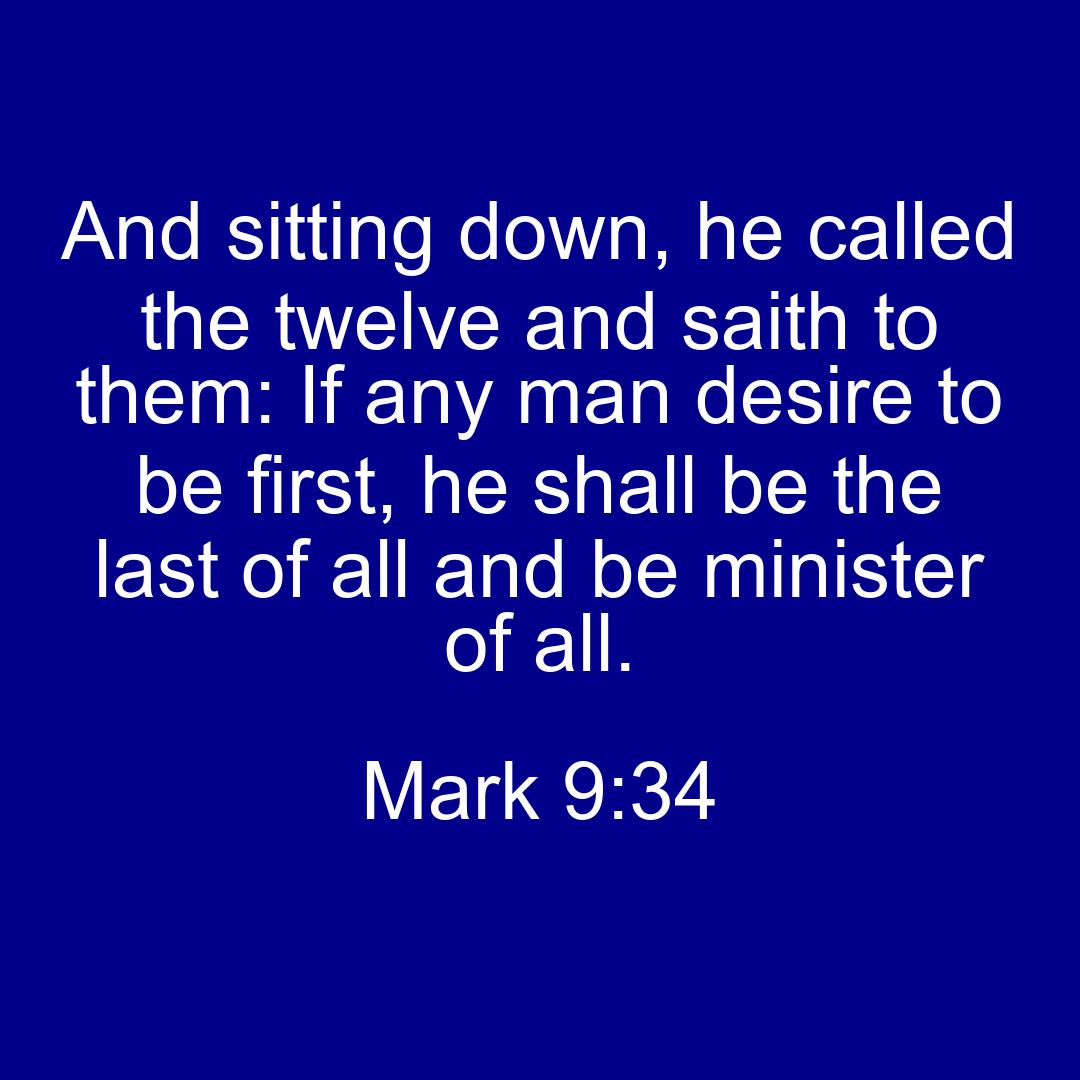 And sitting down, he called
the twelve and saith to
them: If any man desire to
be first, he shall be the
last of all and be minister
of all.
Mark 9:34